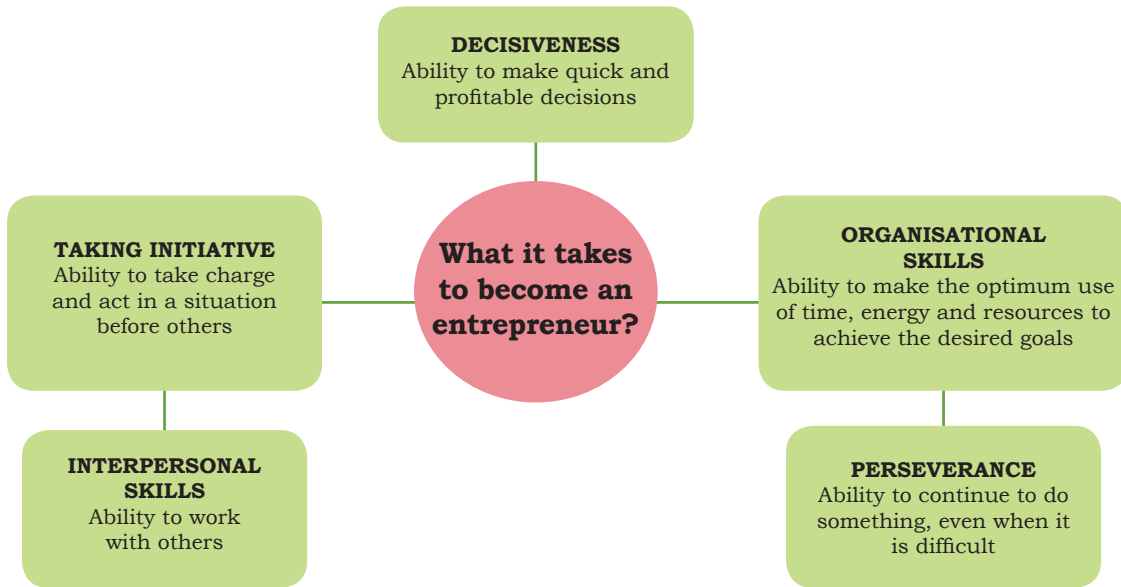 DECISIVENESS
Ability to make quick and
profitable decisions
TAKING INITIATIVE
Ability to take charge
and act in a situation
before others
What it takes
to become an
entrepreneur?
ORGANISATIONAL
SKILLS
Ability to make the optimum use
of time, energy and resources to
achieve the desired goals
INTERPERSONAL
SKILLS
Ability to work
with others
PERSEVERANCE
Ability to continue to do
something, even when it
is difficult